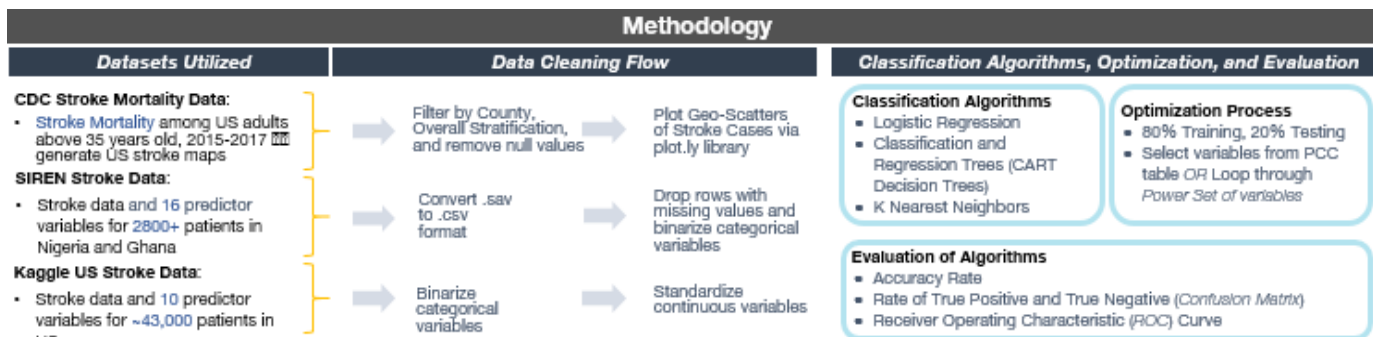 Methodology
Datasets Utilized
CDC Stroke Mortality Data:
• Stroke Mortality among US adults
above 35 years old, 2015-2017
generate US stroke maps
SIREN Stroke Data:
• Stroke data and 16 predictor
variables for 2800+ patients in
Nigeria and Ghana
Kaggle US Stroke Data:
• Stroke data and 10 predictor
variables for ~43,000 patients in
Data Cleaning Flow
Filter by County,
Overall Stratification,
and remove null values
Plot Geo-Scatters
of Stroke Cases via
plot.ly library
Convert .sav
to .csv
format
Drop rows with
missing values and
binarize categorical
variables
Binarize
categorical
variables
Standardize
continuous variables
Classification Algorithms, Optimization, and Evaluation
Classification Algorithms
▪ Logistic Regression
▪ Classification and
Regression Trees (CART
Decision Trees)
▪ K Nearest Neighbors
Optimization Process
▪ 80% Training, 20% Testing
▪ Select variables from PCC
table OR Loop through
Power Set of variables
Evaluation of Algorithms
▪ Accuracy Rate
▪ Rate of True Positive and True Negative (Confusion Matrix)
▪ Receiver Operating Characteristic (ROC) Curve